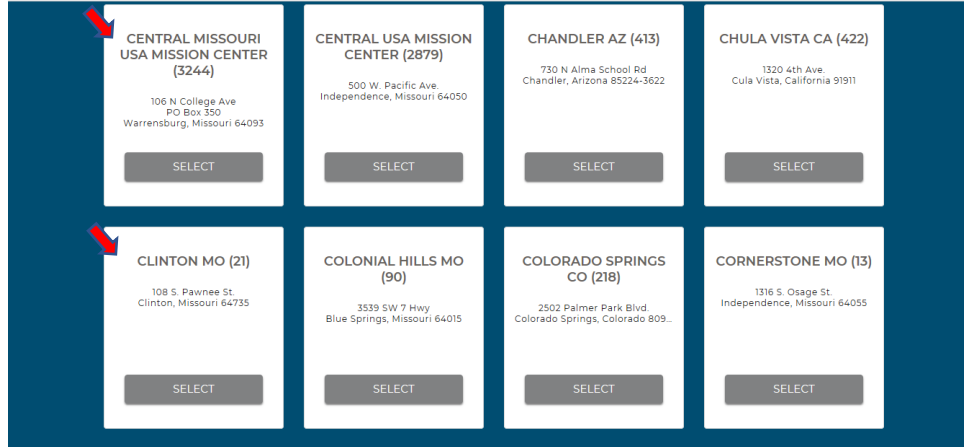 CENTRAL MISSOURI
USA MISSION CENTER
(3244)
106 N College Ave
PO Box 350
Warrensburg, Missouri 64093
SELECT
CENTRAL USA MISSION
CENTER (2879)
500 W. Pacific Ave.
Independence, Missouri 64050
SELECT
CHANDLER AZ (413)
730 N Alma School Rd
Chandler, Arizona 85224-3622
SELECT
CHULA VISTA CA (422)
1320 4th Ave.
Cula Vista, California 91911
SELECT
CLINTON MO (21)
108 S. Pawnee St.
Clinton, Missouri 64735
SELECT
COLONIAL HILLS MO
(90)
3539 SW 7 Hwy
Blue Springs, Missouri 64015
SELECT
COLORADO SPRINGS
CO (218)
2502 Palmer Park Blvd.
Colorado Springs, Colorado 809...
SELECT
CORNERSTONE MO (13)
1316 S. Osage St.
Independence, Missouri 64055
SELECT